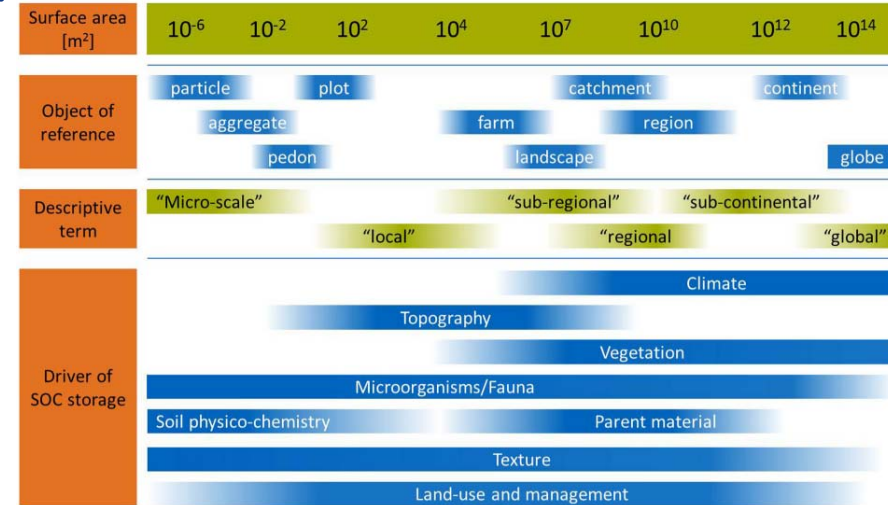 Surface area
[m²]
10⁻⁶ 10⁻² 10² 10⁴ 10⁷ 10¹⁰ 10¹² 10¹⁴
Object of
reference
particle plot catchment continent
aggregate farm region
pedon landscape globe
Descriptive
term
“Micro-scale” “sub-regional” “sub-continental”
“local” “regional “global”
Driver of
SOC storage
Climate
Topography
Vegetation
Microorganisms/Fauna
Soil physico-chemistry Parent material
Texture
Land-use and management